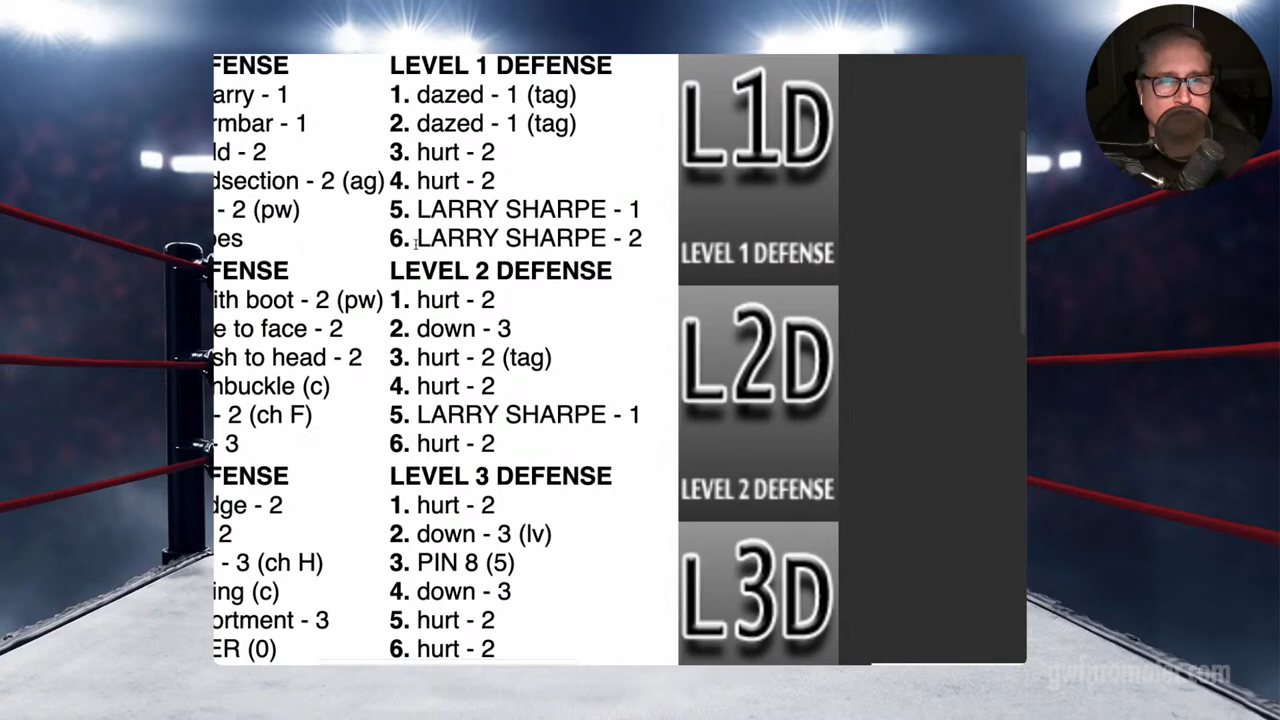 FENSE
arry - 1
rmbar - 1
ld - 2
dsection - 2 (ag)
- 2 (pw)
pes
FENSE
ith boot - 2 (pw)
e to face - 2
sh to head - 2
nbuckle (c)
- 2 (ch F)
- 3
FENSE
dge - 2
2
- 3 (ch H)
ing (c)
ortment - 3
ER (0)
LEVEL 1 DEFENSE
1. dazed - 1 (tag)
2. dazed - 1 (tag)
3. hurt - 2
4. hurt - 2
5. LARRY SHARPE - 1
6. LARRY SHARPE - 2
LEVEL 2 DEFENSE
1. hurt - 2
2. down - 3
3. hurt - 2 (tag)
4. hurt - 2
5. LARRY SHARPE - 1
6. hurt - 2
LEVEL 3 DEFENSE
1. hurt - 2
2. down - 3 (lv)
3. PIN 8 (5)
4. down - 3
5. hurt - 2
6. hurt - 2
L1D
LEVEL 1 DEFENSE
L2D
LEVEL 2 DEFENSE
L3D
gwfpromoter.com